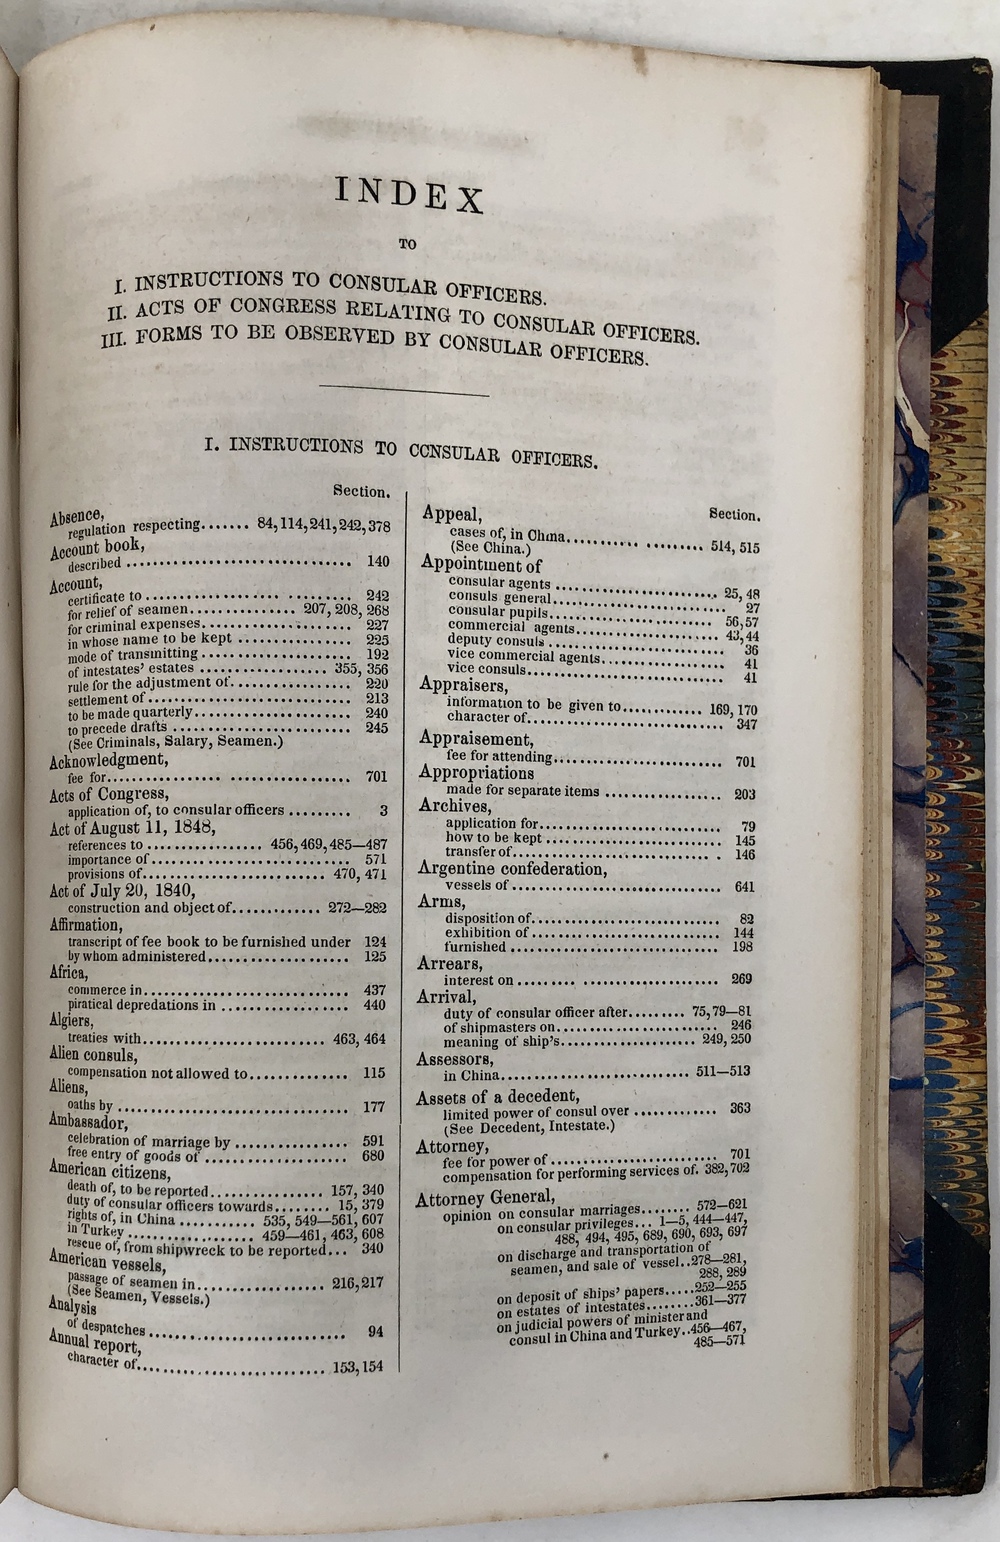 INDEX
TO
I. INSTRUCTIONS TO CONSULAR OFFICERS.
II. ACTS OF CONGRESS RELATING TO CONSULAR OFFICERS.
III. FORMS TO BE OBSERVED BY CONSULAR OFFICERS.
I. INSTRUCTIONS TO CONSULAR OFFICERS.
Section.
Absence,
regulation respecting....... 84, 114, 241, 242, 378
Account book,
described .............................. 140
Account,
certificate to ........................... 242
for relief of seamen............... 207, 208, 268
for criminal expenses.................... 227
in whose name to be kept ................ 225
mode of transmitting .................... 192
of intestates' estates ................. 355, 356
rule for the adjustment of................ 220
settlement of ........................... 213
to be made quarterly..................... 240
to precede drafts ........................ 245
(See Criminals, Salary, Seamen.)
Acknowledgment,
fee for................ ................ 701
Acts of Congress,
application of, to consular officers ......... 3
Act of August 11, 1848,
references to ................ 456, 469, 485—487
importance of........................... 571
provisions of........................... 470, 471
Act of July 20, 1840,
construction and object of............ 272—282
Affirmation,
transcript of fee book to be furnished under 124
by whom administered................... 125
Africa,
commerce in............................ 437
piratical depredations in ................. 440
Algiers,
treaties with........................... 463, 464
Alien consuls,
compensation not allowed to.............. 115
Aliens,
oaths by ............................... 177
Ambassador,
celebration of marriage by ................ 591
free entry of goods of .................... 680
American citizens,
death of, to be reported................ 157, 340
duty of consular officers towards........ 15, 379
rights of, in China ........... 535, 549—561, 607
in Turkey ................... 459—461, 463, 608
rescue of, from shipwreck to be reported... 340
American vessels,
passage of seamen in................... 216, 217
(See Seamen, Vessels.)
Analysis
of despatches............................ 94
Annual report,
character of........................... 153, 154
Section.
Appeal,
cases of, in China........... ......... 514, 515
(See China.)
Appointment of
consular agents ....................... 25, 48
consuls general......................... 27
consular pupils........................ 56, 57
commercial agents..................... 43, 44
deputy consuls ......................... 36
vice commercial agents.................. 41
vice consuls............................ 41
Appraisers,
information to be given to............ 169, 170
character of............................ 347
Appraisement,
fee for attending........................ 701
Appropriations
made for separate items ................. 203
Archives,
application for.......................... 79
how to be kept ......................... 145
transfer of............................ . 146
Argentine confederation,
vessels of .............................. 641
Arms,
disposition of........................... 82
exhibition of ........................... 144
furnished .............................. 198
Arrears,
interest on ......... ................... 269
Arrival,
duty of consular officer after......... 75, 79—81
of shipmasters on....................... 246
meaning of ship's.................... 249, 250
Assessors,
in China............................ 511—513
Assets of a decedent,
limited power of consul over ............. 363
(See Decedent, Intestate.)
Attorney,
fee for power of ........................ 701
compensation for performing services of. 382, 702
Attorney General,
opinion on consular marriages........ 572—621
on consular privileges... 1—5, 444—447,
488, 494, 495, 689, 690, 693, 697
on discharge and transportation of
seamen, and sale of vessel..278—281,
288, 289
on deposit of ships' papers.....252—255
on estates of intestates........361—377
on judicial powers of minister and
consul in China and Turkey..456—467,
485—571